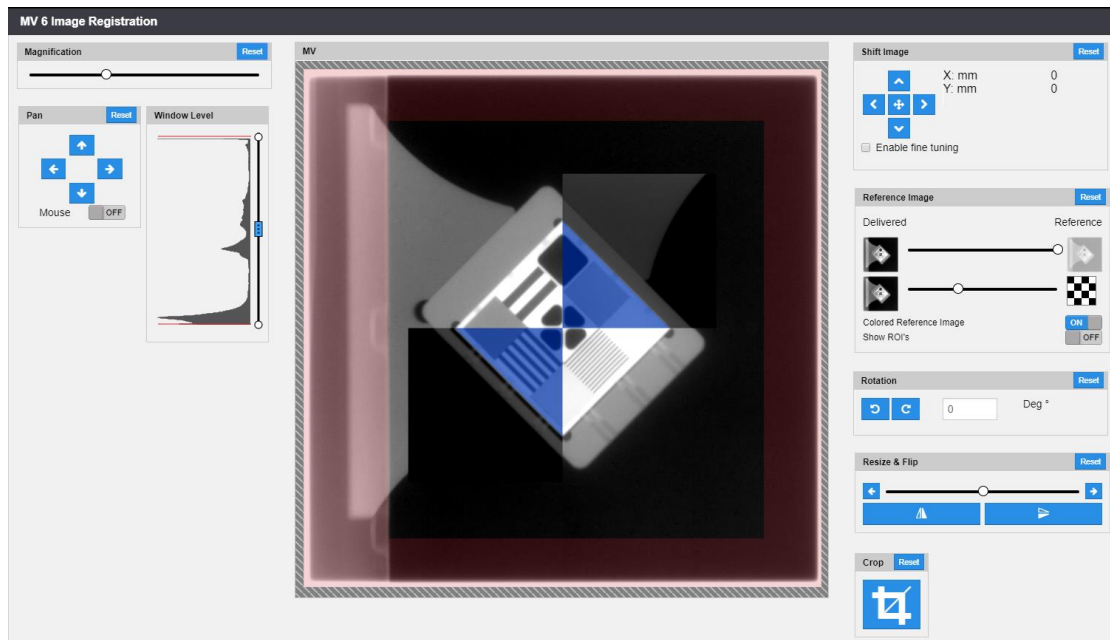 MV 6 Image Registration
Magnification
Reset
Pan
Reset
Mouse
OFF
Window Level
MV
Shift Image
Reset
X: mm 0
Y: mm 0
Enable fine tuning
Reference Image
Reset
Delivered Reference
Colored Reference Image
ON
Show ROI's
OFF
Rotation
Reset
0
Deg °
Resize & Flip
Reset
Crop
Reset